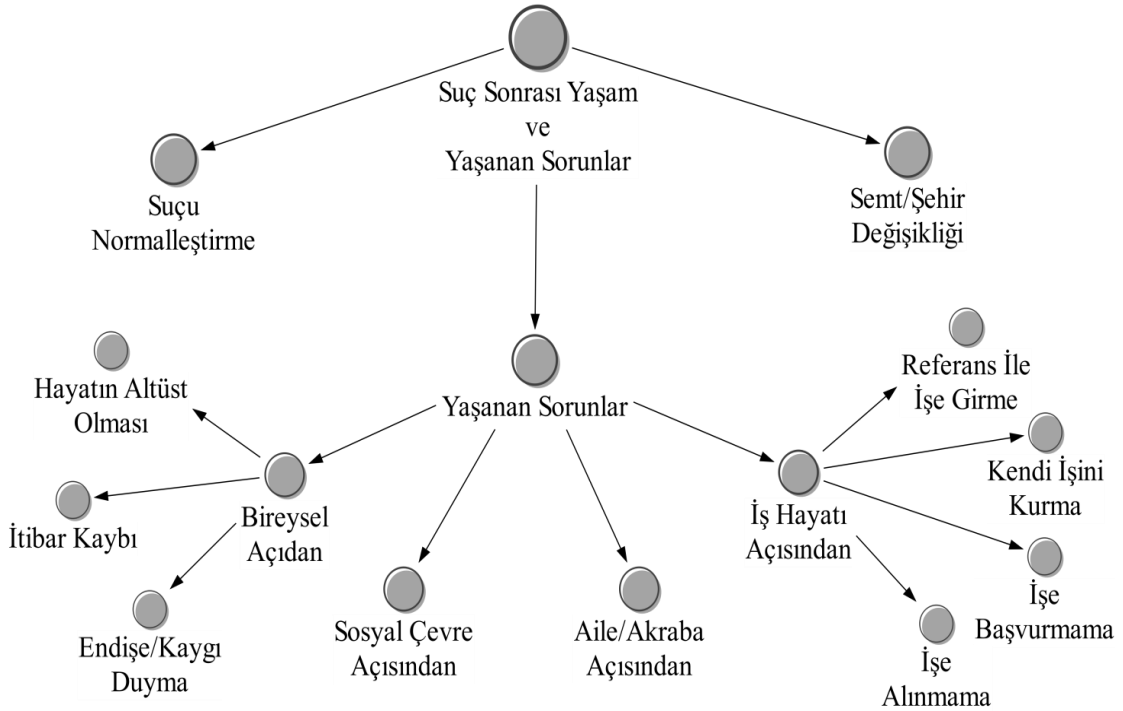 Suç Sonrası Yaşam
ve
Yaşanan Sorunlar
Suçu
Normalleştirme
Semt/Şehir
Değişikliği
Yaşanan Sorunlar
Hayatın Altüst
Olması
İtibar Kaybı
Bireysel
Açıdan
Endişe/Kaygı
Duyma
Sosyal Çevre
Açısından
Aile/Akraba
Açısından
İş Hayatı
Açısından
Referans İle
İşe Girme
Kendi İşini
Kurma
İşe
Başvurmama
İşe
Alınmama